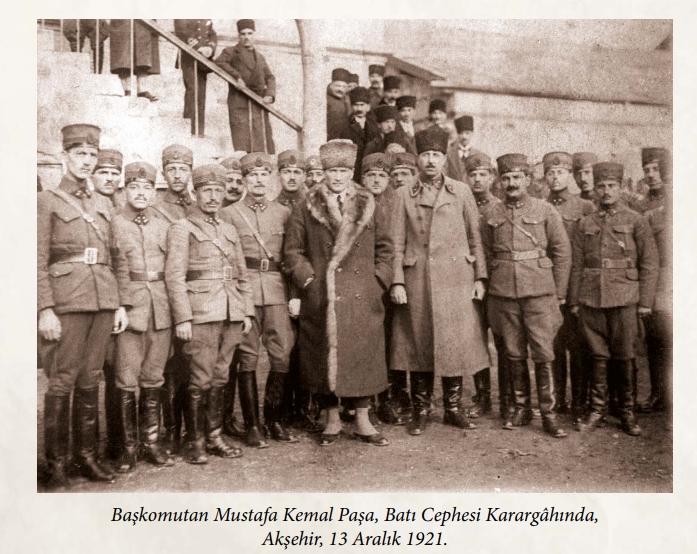 Başkomutan Mustafa Kemal Paşa, Batı Cephesi Karargâhında,
Akşehir, 13 Aralık 1921.